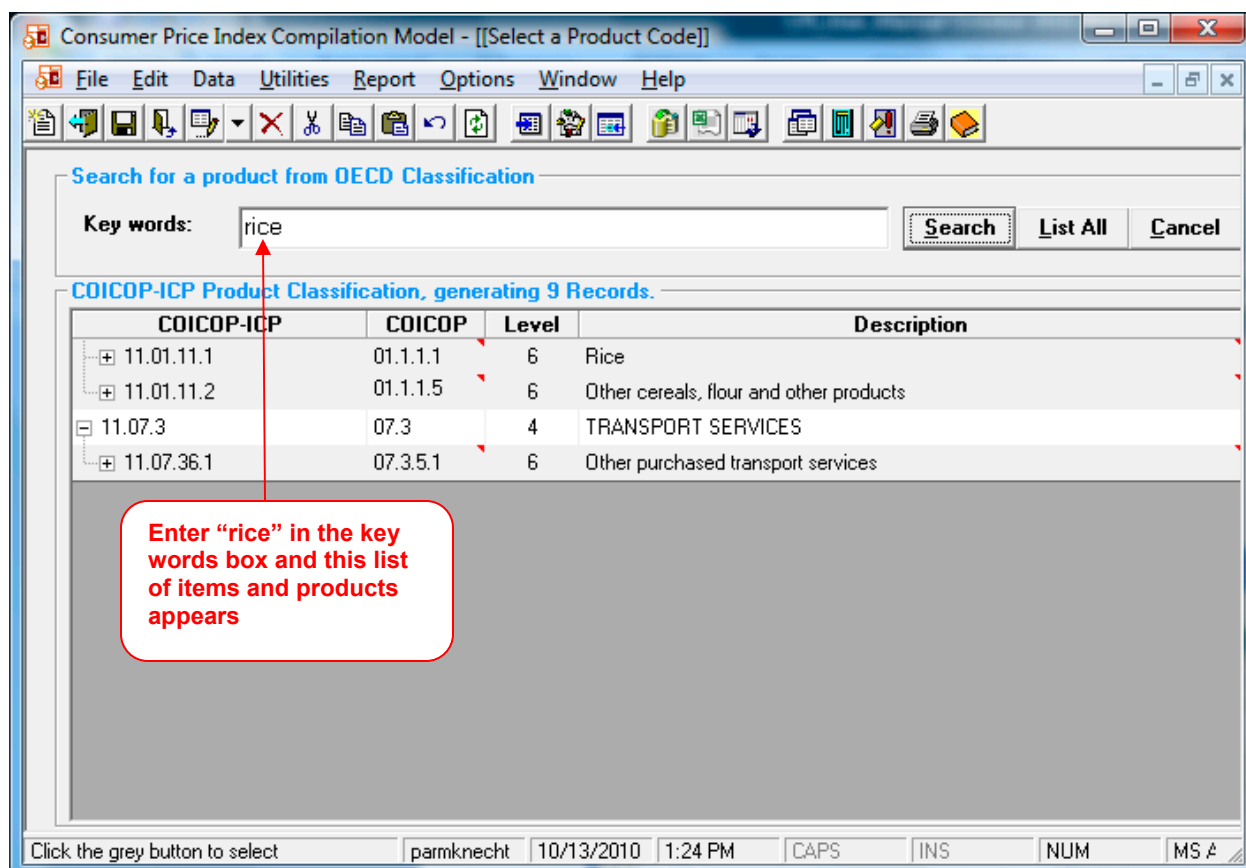 Consumer Price Index Compilation Model - [[Select a Product Code]]
File Edit Data Utilities Report Options Window Help
Search for a product from OECD Classification
Key words: rice Search List All Cancel
COICOP-ICP Product Classification, generating 9 Records.
COICOP-ICP COICOP Level Description
11.01.11.1 01.1.1.1 6 Rice
11.01.11.2 01.1.1.5 6 Other cereals, flour and other products
11.07.3 07.3 4 TRANSPORT SERVICES
11.07.36.1 07.3.5.1 6 Other purchased transport services
Enter “rice” in the key
words box and this list
of items and products
appears
Click the grey button to select parmknecht 10/13/2010 1:24 PM CAPS INS NUM MS